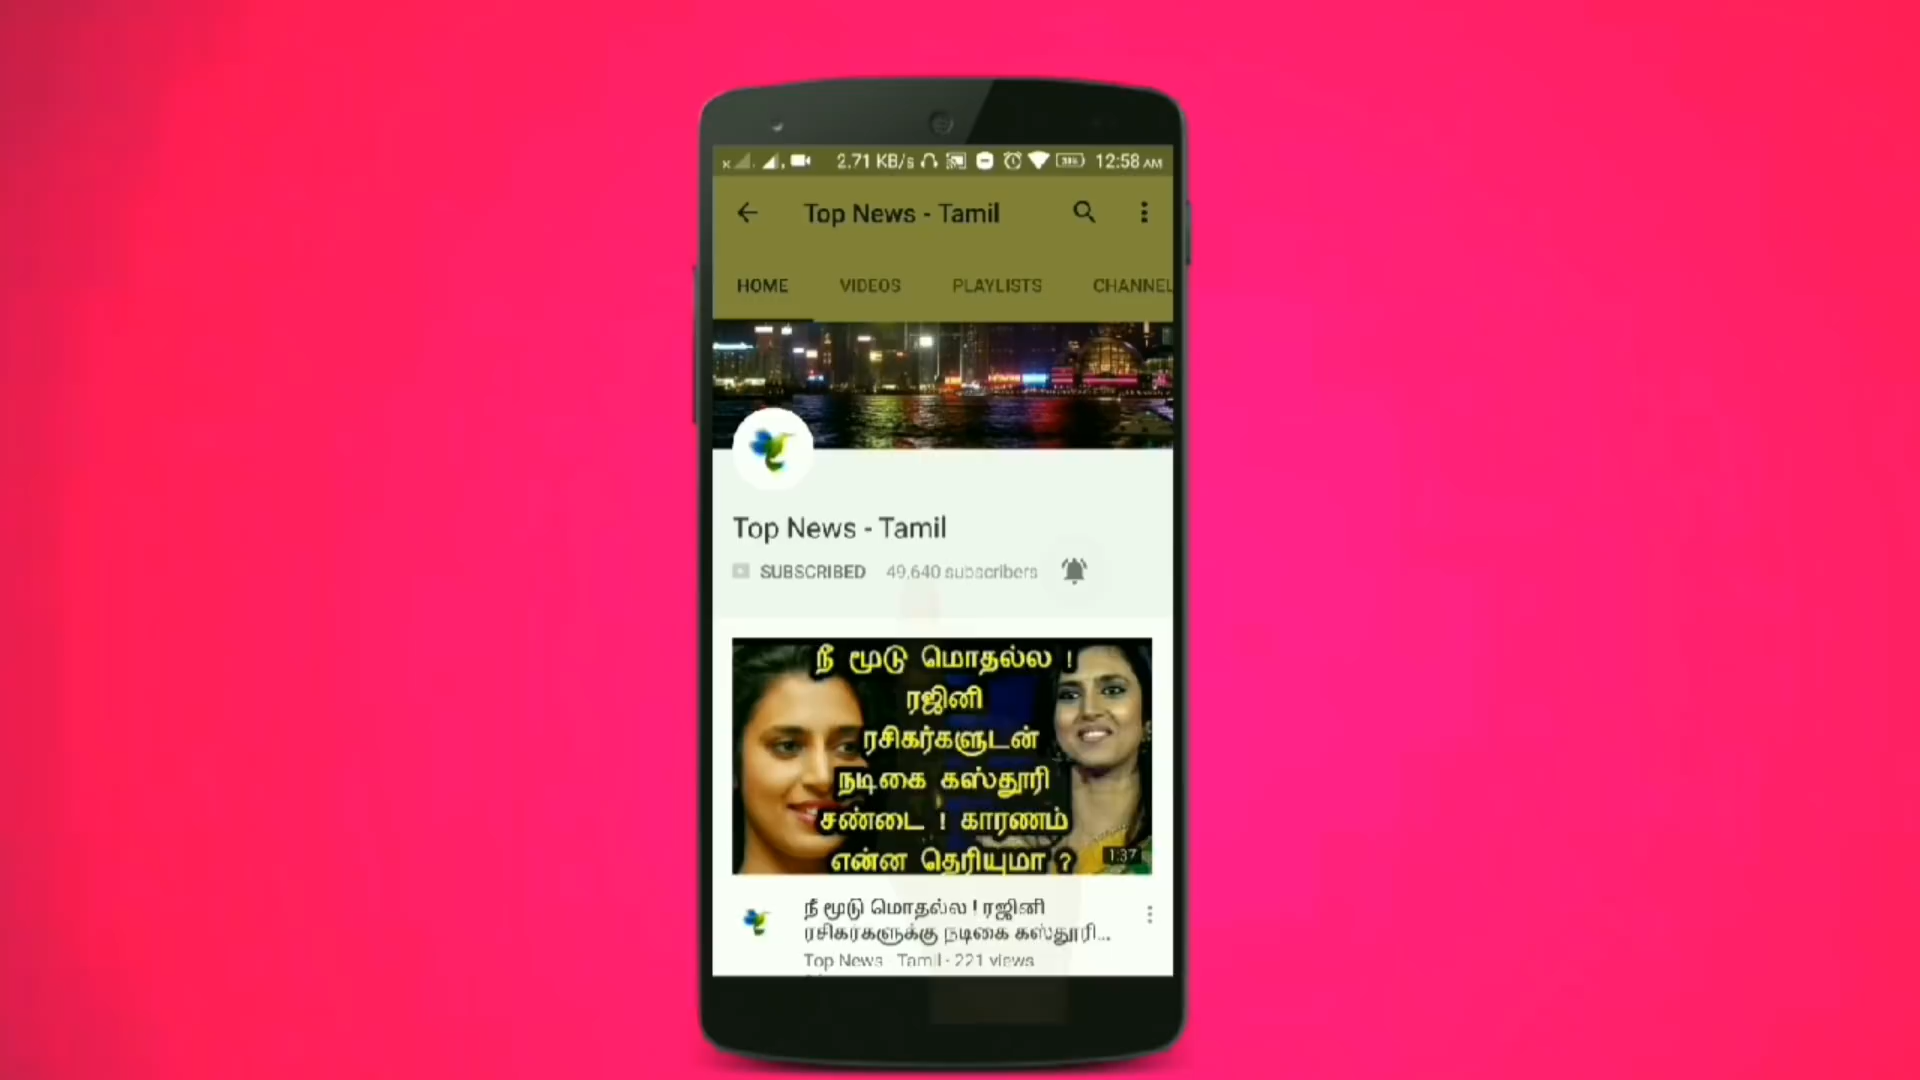 2.71 KB/s 12:58 AM
Top News - Tamil
HOME VIDEOS PLAYLISTS CHANNEL
Top News - Tamil
SUBSCRIBED 49,640 subscribers
நீ மூடு மொதல்ல !
ரஜினி
ரசிகர்களுடன்
நடிகை கஸ்தூரி
சண்டை ! காரணம்
என்ன தெரியுமா ?
1:37
நீ மூடு மொதல்ல ! ரஜினி
ரசிகர்களுக்கு நடிகை கஸ்தூரி...
Top News Tamil · 221 views